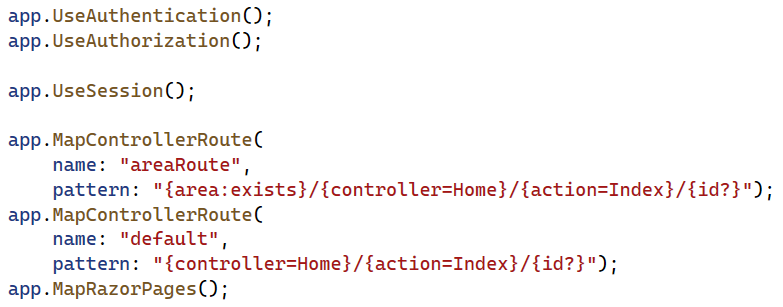 app.UseAuthentication();
app.UseAuthorization();
app.UseSession();
app.MapControllerRoute(
name: "areaRoute",
pattern: "{area:exists}/{controller=Home}/{action=Index}/{id?}");
app.MapControllerRoute(
name: "default",
pattern: "{controller=Home}/{action=Index}/{id?}");
app.MapRazorPages();